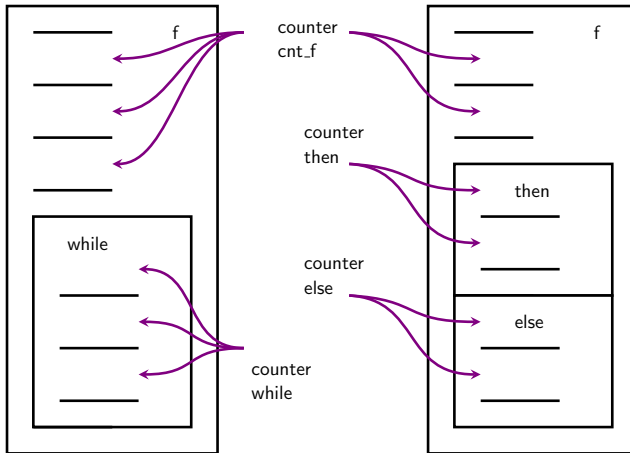 f
counter
cnt_f
f
counter
then
then
while
counter
else
else
counter
while